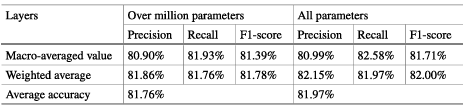 Layers Over million parameters All parameters
Precision Recall F1-score Precision Recall F1-score
Macro-averaged value 80.90% 81.93% 81.39% 80.99% 82.58% 81.71%
Weighted average 81.86% 81.76% 81.78% 82.15% 81.97% 82.00%
Average accuracy 81.76% 81.97%